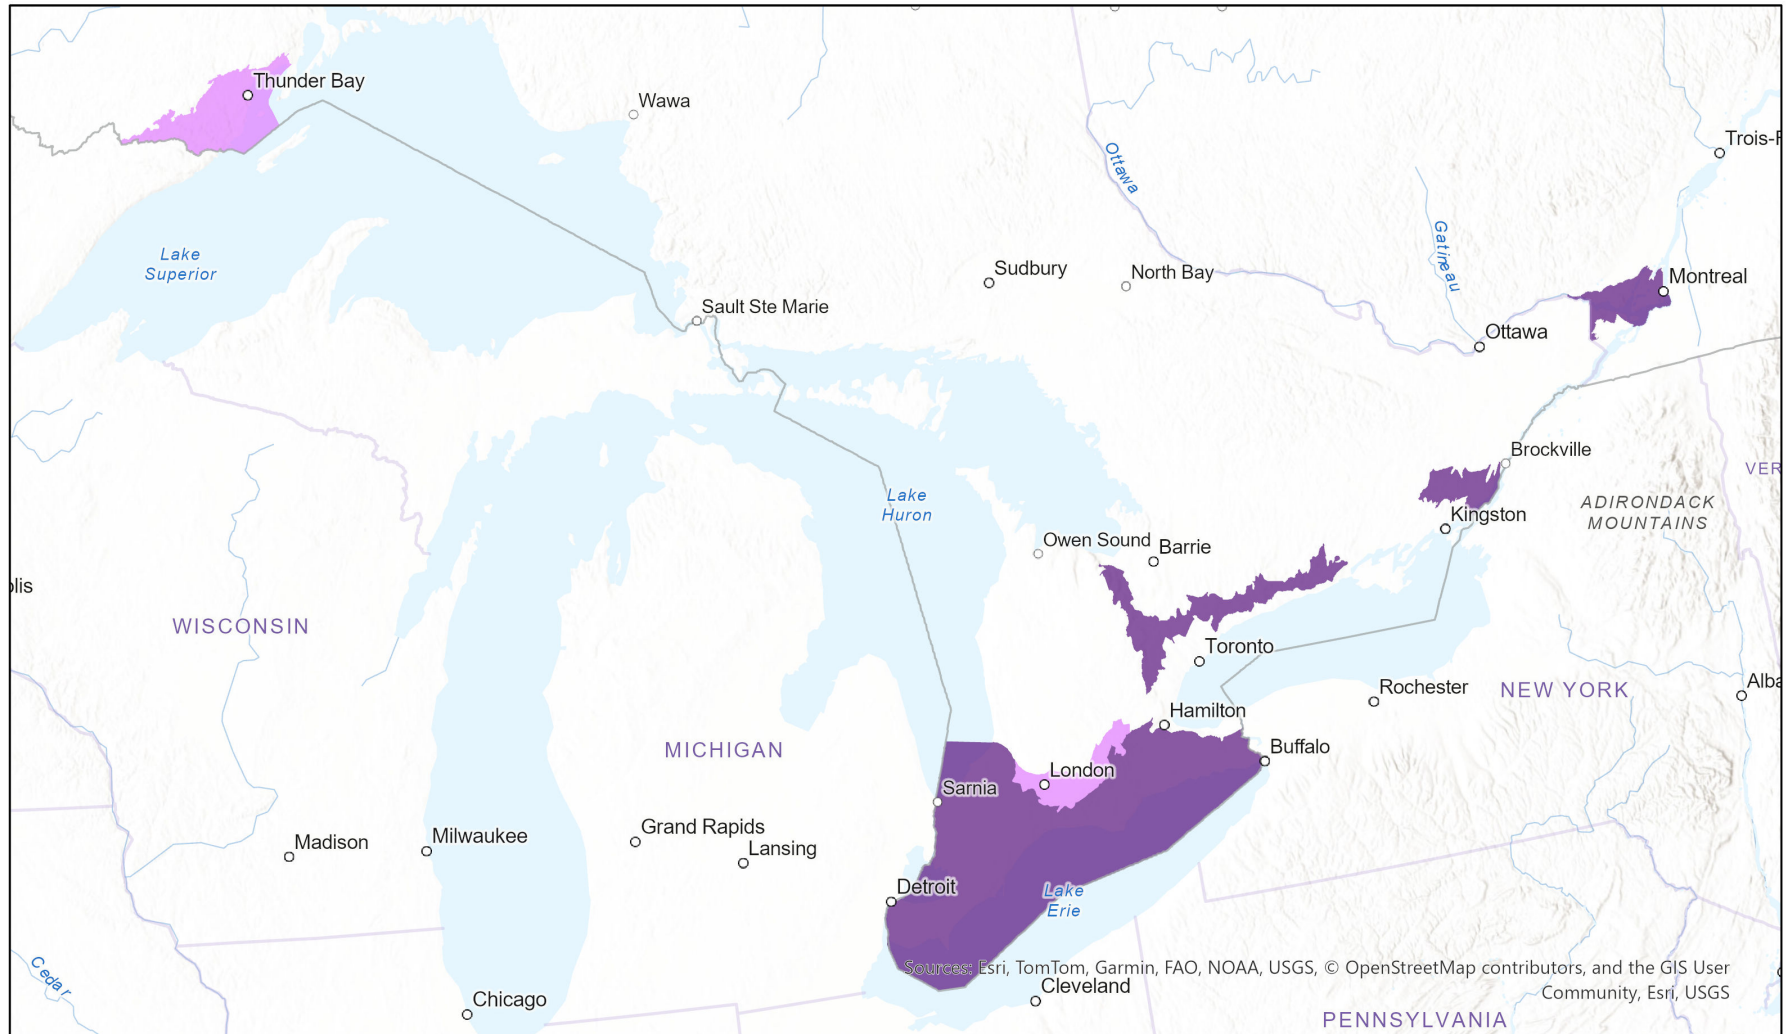 Thunder Bay
Wawa
Trois-R
Ottawa
Lake
Superior
Gatineau
Sudbury
North Bay
Montreal
Sault Ste Marie
Ottawa
Brockville
VER
Lake
Huron
ADIRONDACK
MOUNTAINS
Kingston
Owen Sound
Barrie
olis
WISCONSIN
Toronto
Rochester
NEW YORK
Alba
Hamilton
MICHIGAN
Buffalo
London
Sarnia
Grand Rapids
Milwaukee
Madison
Lansing
Detroit
Lake
Erie
Sources: Esri, TomTom, Garmin, FAO, NOAA, USGS, © OpenStreetMap contributors, and the GIS User
Community, Esri, USGS
Cedar
Cleveland
Chicago
PENNSYLVANIA